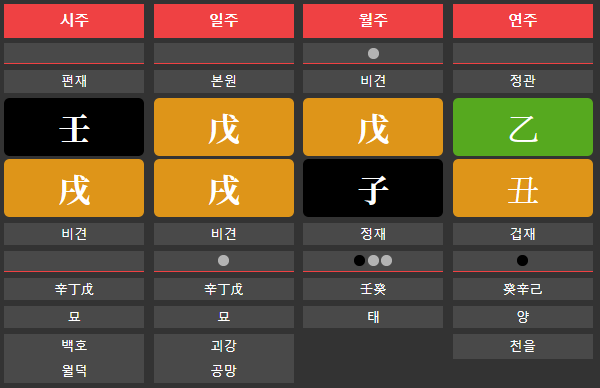 시주 일주 월주 연주
편재 본원 비견 정관
壬 戊 戊 乙
戌 戌 子 丑
비견 비견 정재 겁재
辛丁戊 辛丁戊 壬癸 癸辛己
묘 묘 태 양
백호 괴강 천을
월덕 공망